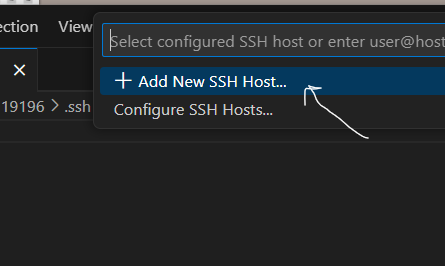 ection View
Select configured SSH host or enter user@host
+ Add New SSH Host...
19196 > .ssh
Configure SSH Hosts...